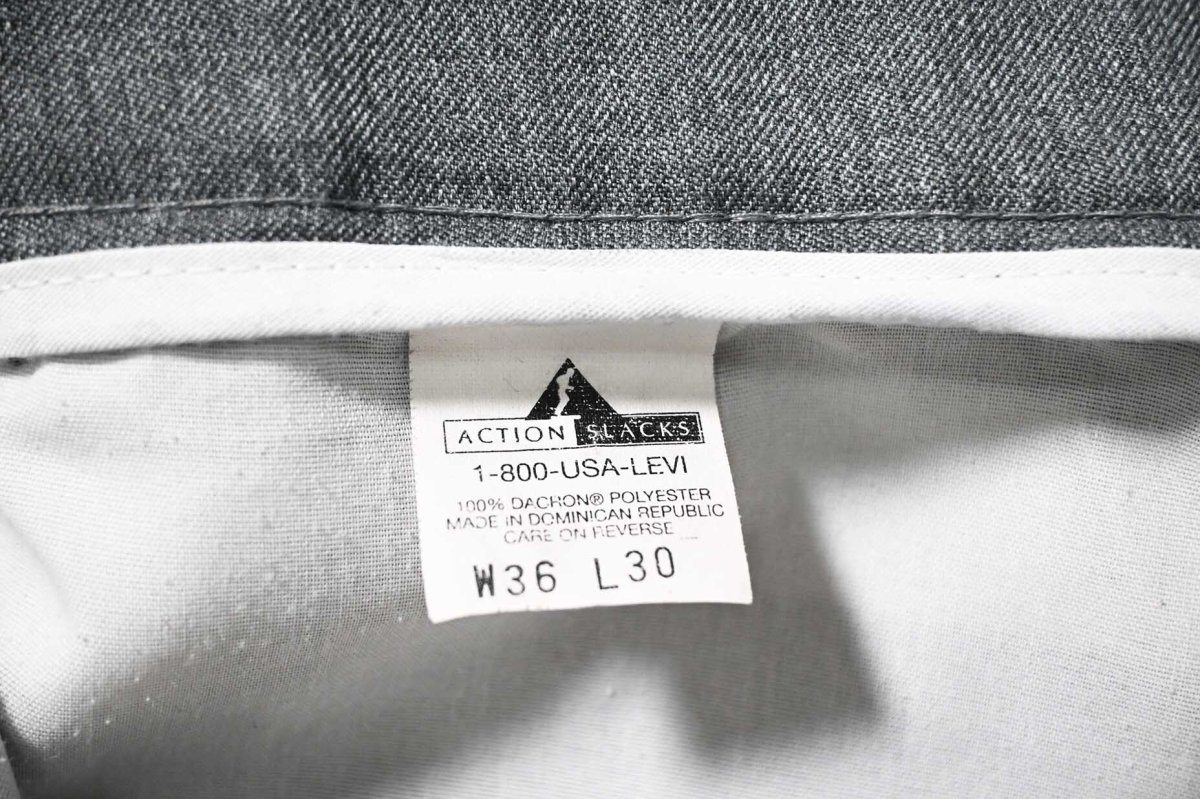 ACTION SLACKS
1-800-USA-LEVI
100% DACRON® POLYESTER
MADE IN DOMINICAN REPUBLIC
CARE ON REVERSE
W36 L30